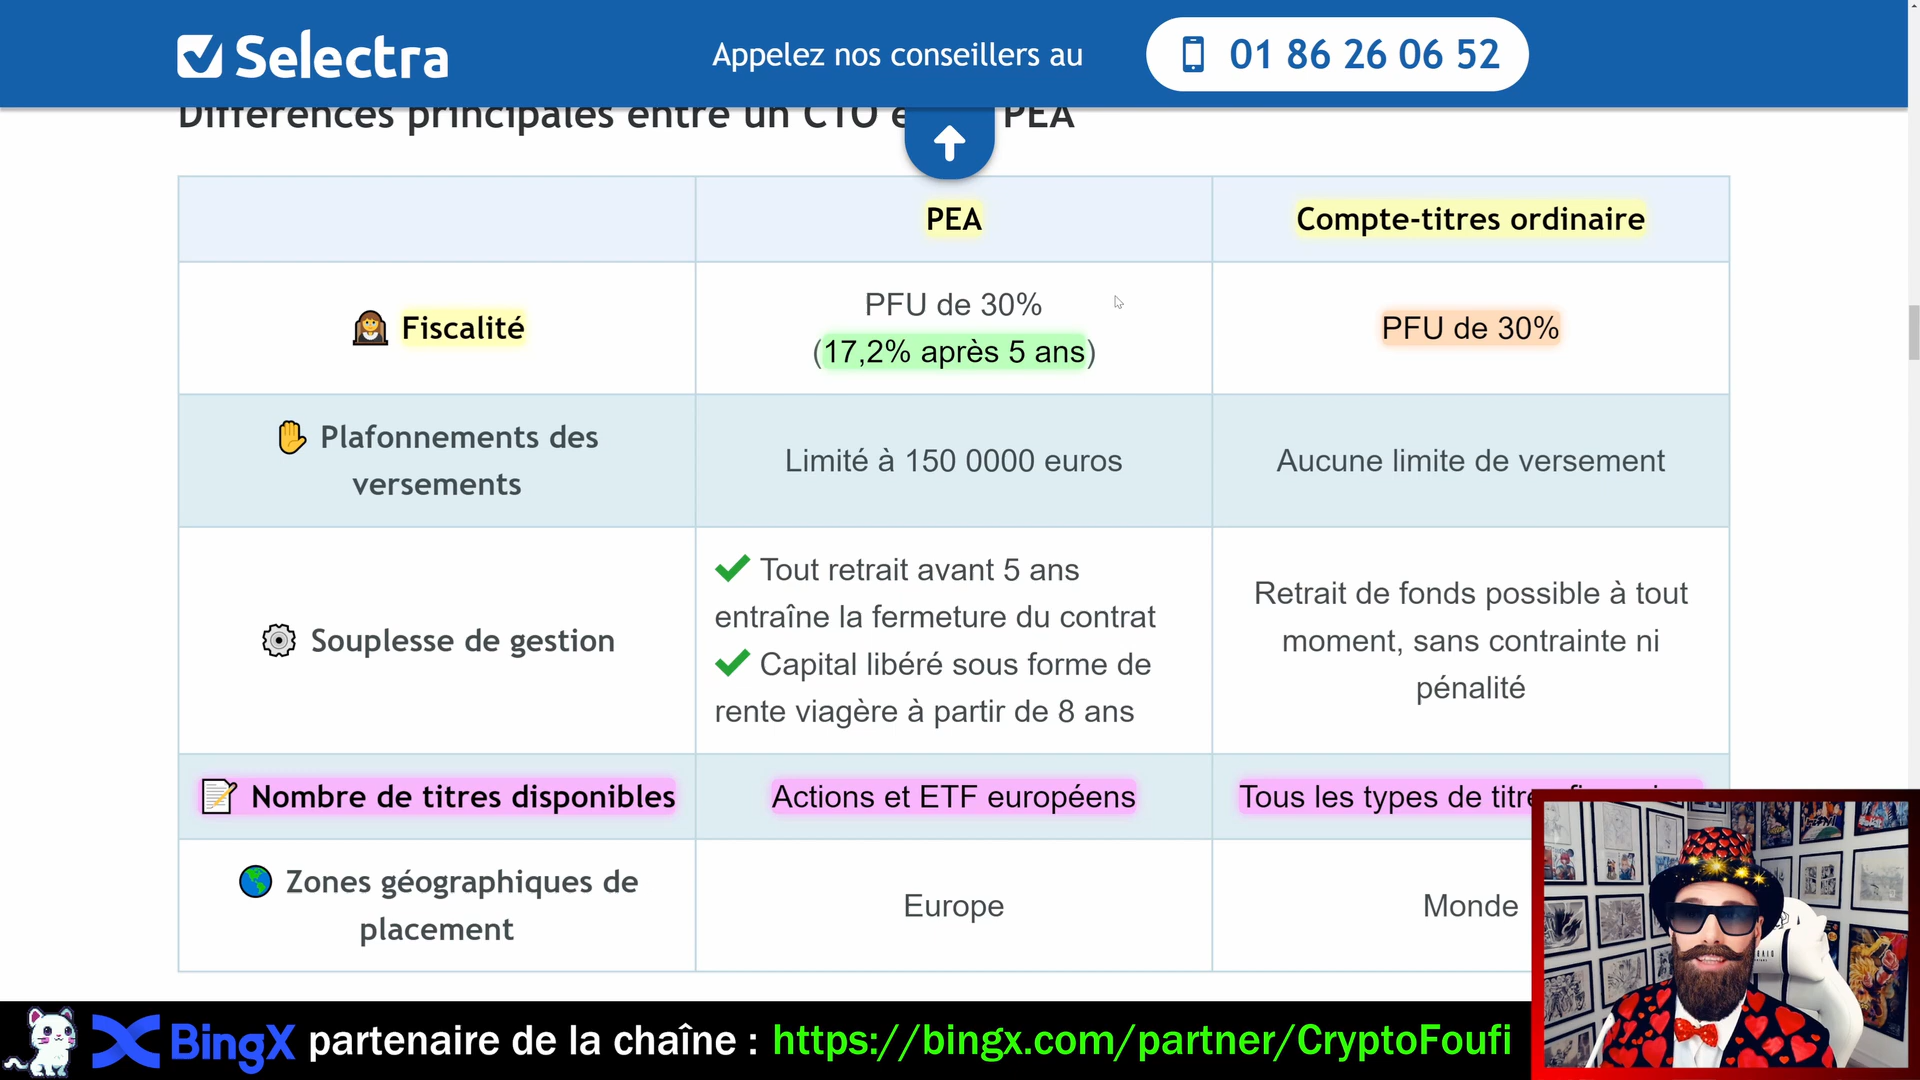 Selectra
Appelez nos conseillers au
01 86 26 06 52
Différences principales entre un CTO e
PEA
PEA
Compte-titres ordinaire
Fiscalité
PFU de 30%
(17,2% après 5 ans)
PFU de 30%
Plafonnements des
versements
Limité à 150 0000 euros
Aucune limite de versement
Souplesse de gestion
Tout retrait avant 5 ans
entraîne la fermeture du contrat
Capital libéré sous forme de
rente viagère à partir de 8 ans
Retrait de fonds possible à tout
moment, sans contrainte ni
pénalité
Nombre de titres disponibles
Actions et ETF européens
Tous les types de titre
Zones géographiques de
placement
Europe
Monde
BingX partenaire de la chaîne : https://bingx.com/partner/CryptoFoufi